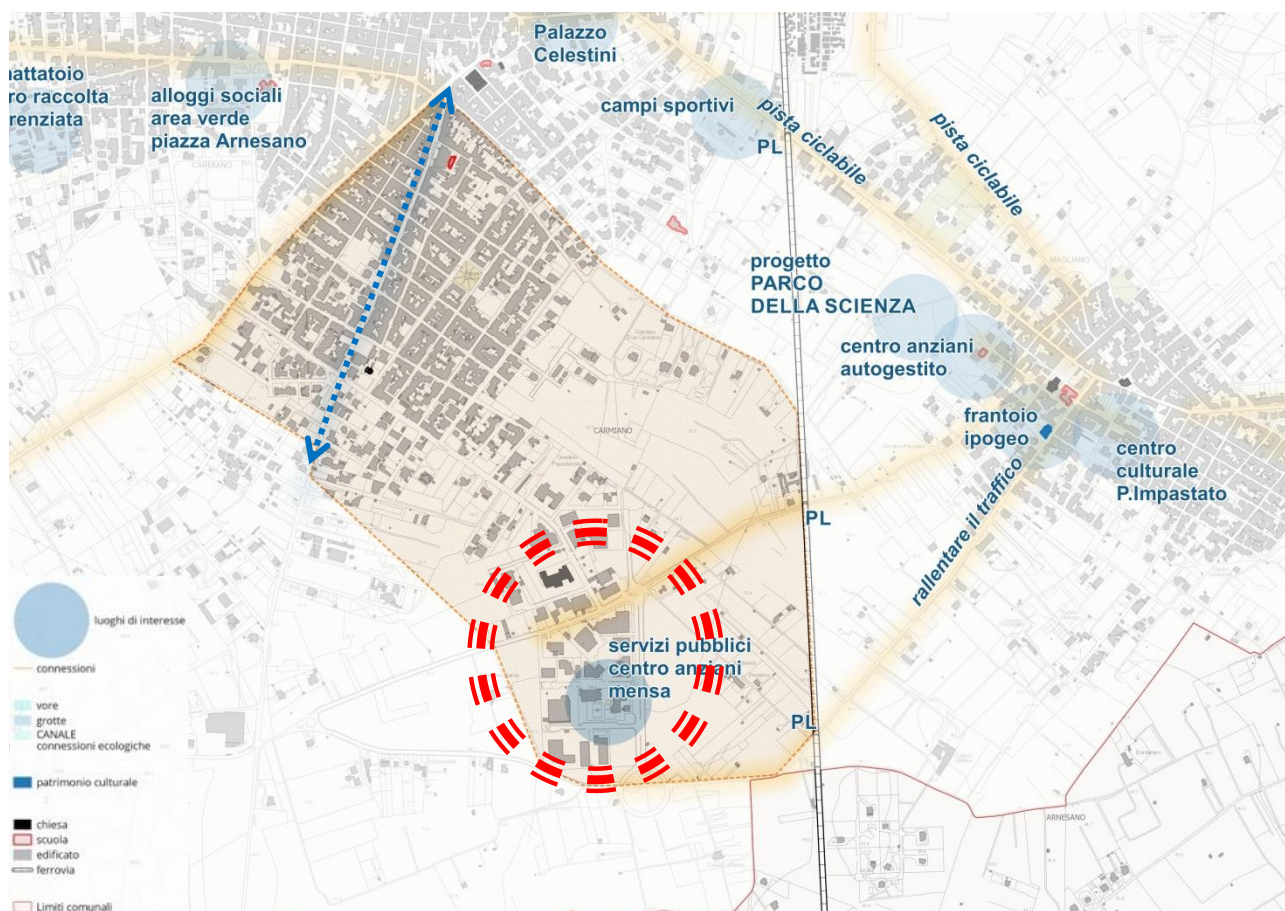 Palazzo
Celestini
attatoio
ro raccolta
renziata
alloggi sociali
area verde
piazza Arnesano
CARMIANO
campi sportivi
PL
pista ciclabile
pista ciclabile
MAGLIANO
progetto
PARCO
DELLA SCIENZA
centro anziani
autogestito
frantoio
ipogeo
centro
culturale
P.Impastato
CARMIANO
PL
rallentare il traffico
servizi pubblici
centro anziani
mensa
PL
ARNESANO
luoghi di interesse
connessioni
vore
grotte
CANALE
connessioni ecologiche
patrimonio culturale
chiesa
scuola
edificato
ferrovia
Limiti comunali